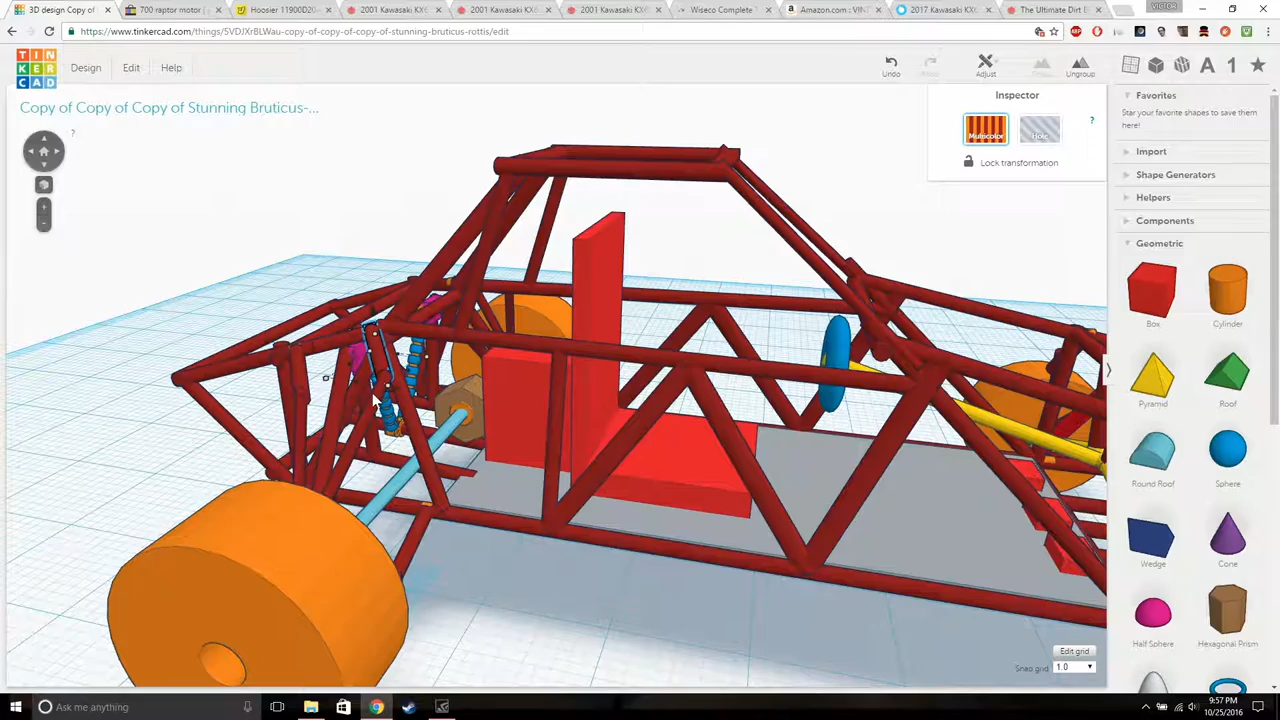 3D design Copy of
700 raptor motor
Hoosier 11900D20
2001 Kawasaki KX
2001 Kawasaki KX
2001 Kawasaki KX
Wiseco Complete
Amazon.com : VINT
2017 Kawasaki KX
The Ultimate Dirt B
VICTOR
https://www.tinkercad.com/things/5VDJXrBLWau-copy-of-copy-of-copy-of-stunning-bruticus-rottis/edit
TIN
KER
CAD
Design
Edit
Help
Undo
Adjust
Ungroup
Copy of Copy of Copy of Stunning Bruticus-...
?
Inspector
Multicolor
Hole
?
Lock transformation
Favorites
Star your favorite shapes to save them
here!
Import
Shape Generators
Helpers
Components
Geometric
Box
Cylinder
Pyramid
Roof
Round Roof
Sphere
Wedge
Cone
Half Sphere
Hexagonal Prism
Edit grid
Snap grid
1.0
Ask me anything
9:57 PM
10/25/2016